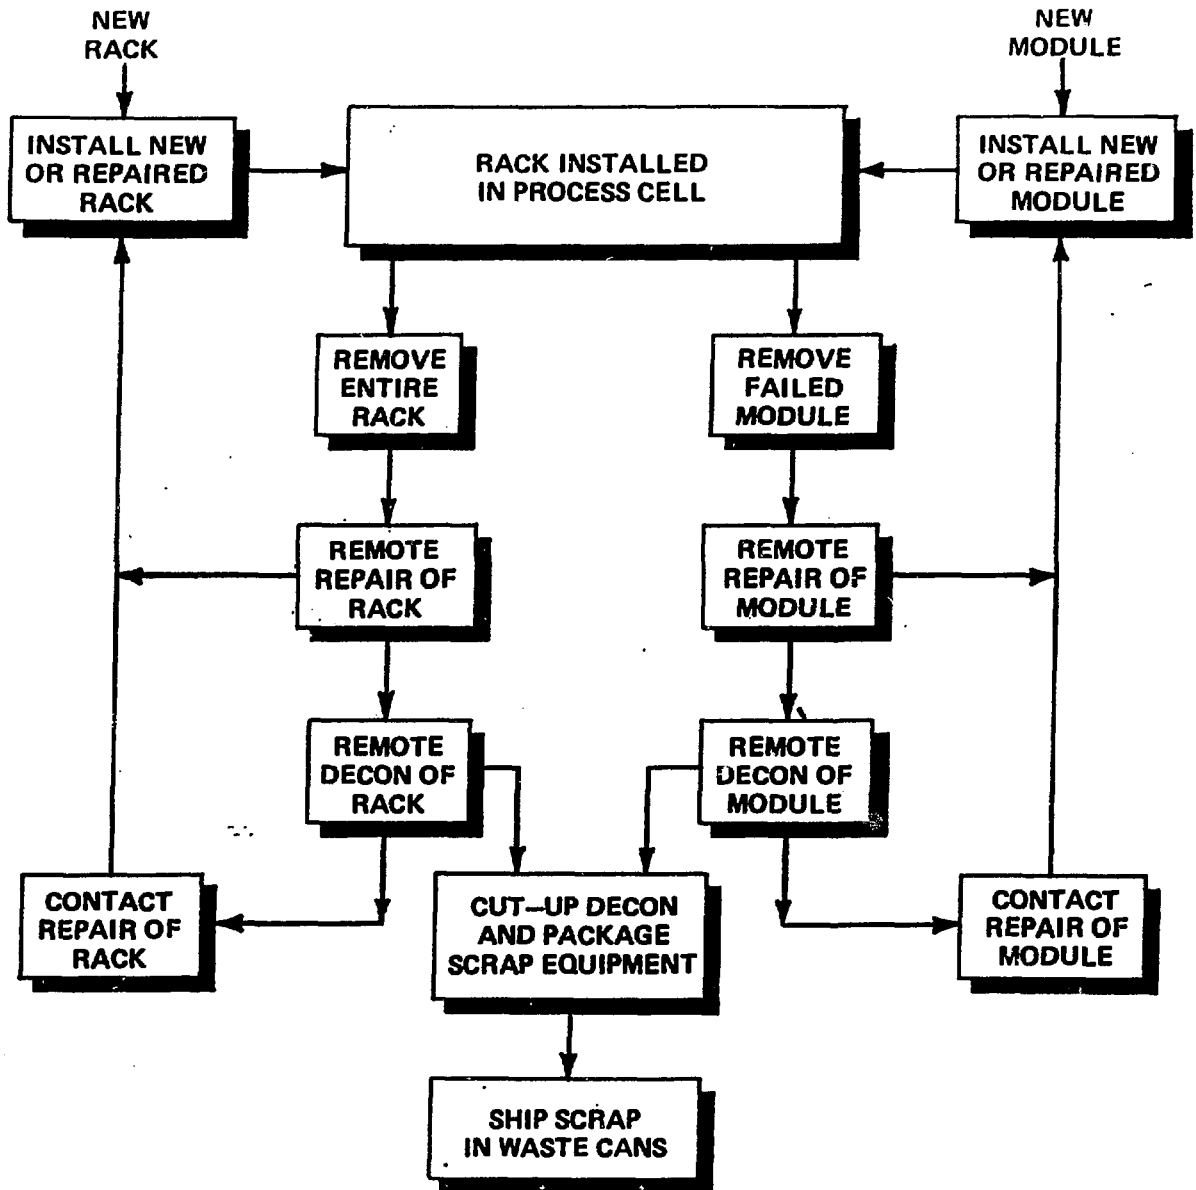 NEW
RACK
NEW
MODULE
INSTALL NEW
OR REPAIRED
RACK
RACK INSTALLED
IN PROCESS CELL
INSTALL NEW
OR REPAIRED
MODULE
REMOVE
ENTIRE
RACK
REMOVE
FAILED
MODULE
REMOTE
REPAIR OF
RACK
REMOTE
REPAIR OF
MODULE
REMOTE
DECON OF
RACK
REMOTE
DECON OF
MODULE
CONTACT
REPAIR OF
RACK
CUT-UP DECON
AND PACKAGE
SCRAP EQUIPMENT
CONTACT
REPAIR OF
MODULE
SHIP SCRAP
IN WASTE CANS